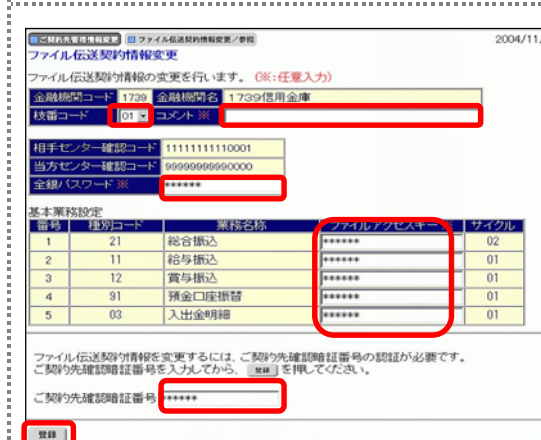 ご契約先管理情報変更 ファイル伝送契約情報変更/参照 2004/11,
ファイル伝送契約情報変更
ファイル伝送契約情報の変更を行います。 (※:任意入力)
金融機関コード 1739 金融機関名 1739信用金庫
枝番コード 01 コメント ※
相手センター確認コード 11111111110001
当方センター確認コード 99999999990000
全銀パスワード ※ ******
基本業務設定
番号 種別コード 業務名称 ファイルアクセスキー ※ サイクル
1 21 総合振込 ****** 02
2 11 給与振込 ****** 01
3 12 賞与振込 ****** 01
4 91 預金口座振替 ****** 01
5 03 入出金明細 ****** 01
ファイル伝送契約情報を変更するには、ご契約先確認暗証番号の認証が必要です。
ご契約先確認暗証番号を入力してから、 登録 を押してください。
ご契約先確認暗証番号 ******
登録